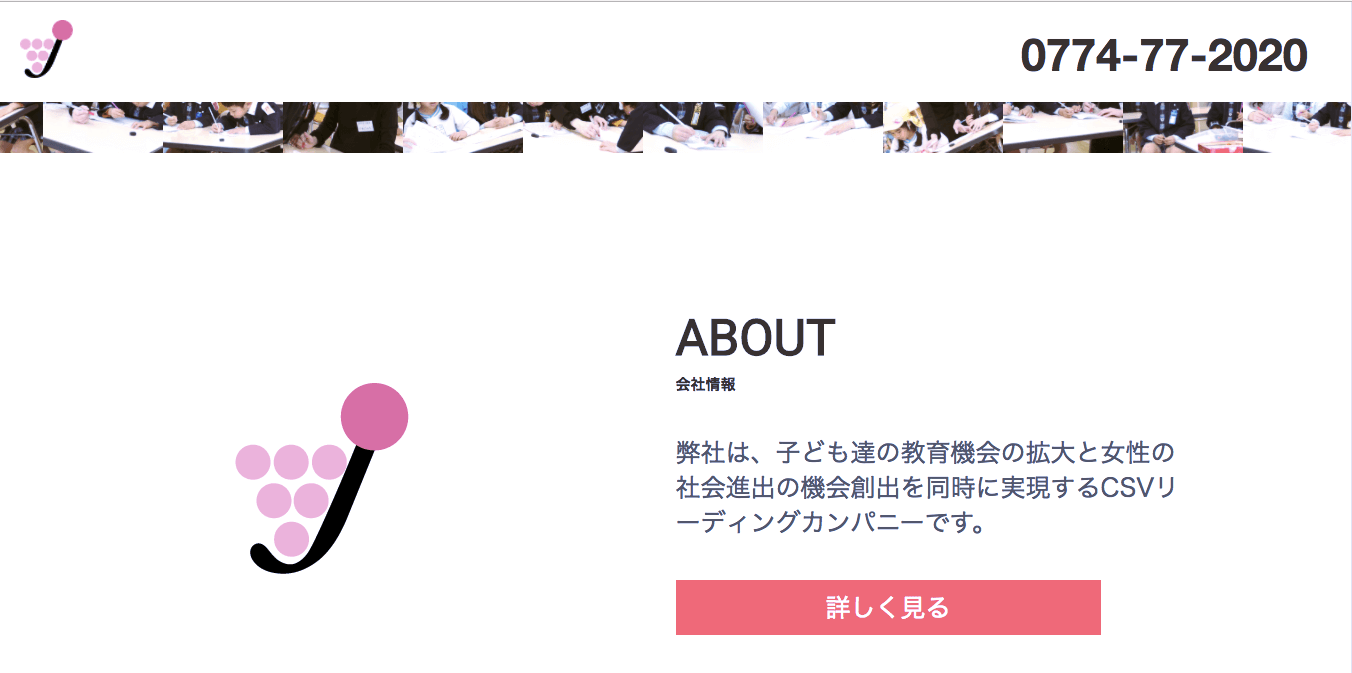 0774-77-2020
ABOUT
会社情報
弊社は、子ども達の教育機会の拡大と女性の
社会進出の機会創出を同時に実現するCSVリ
ーディングカンパニーです。
詳しく見る